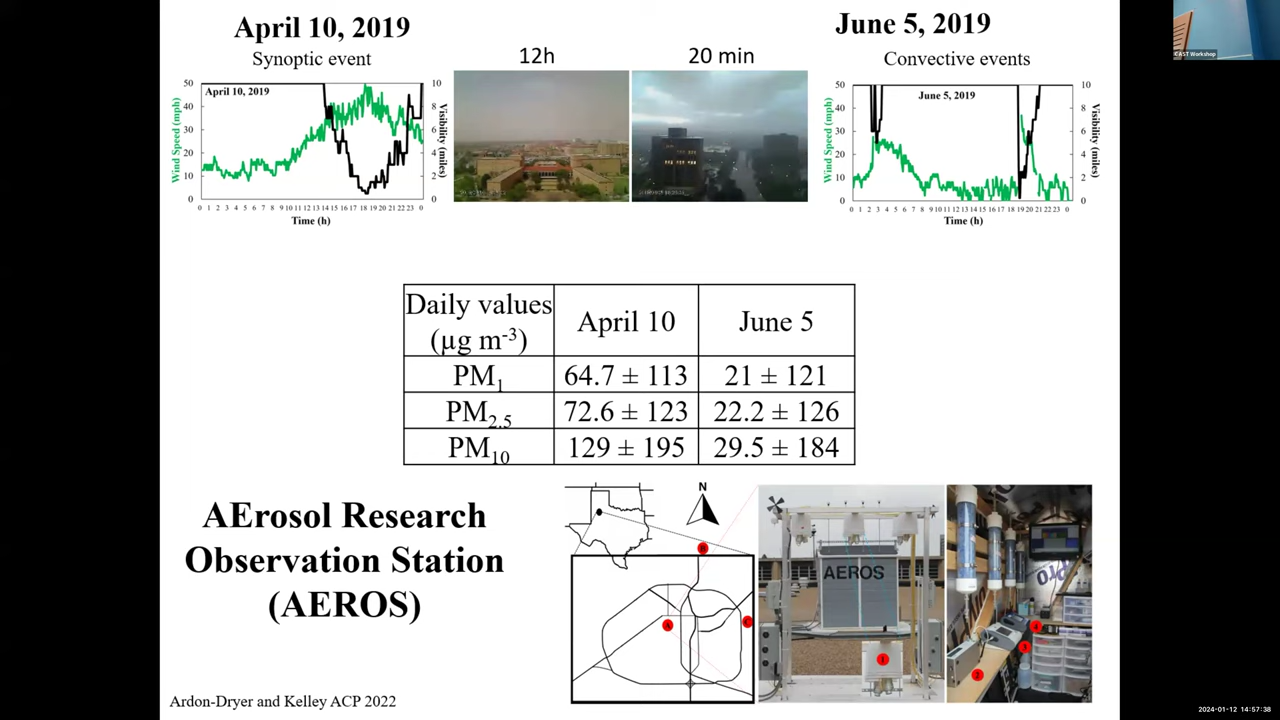 April 10, 2019
Synoptic event
12h
20 min
June 5, 2019
Convective events
CAST Workshop
April 10, 2019
Wind Speed (mph)
50
40
30
20
10
0
Visibility (miles)
10
8
6
4
2
0
0 1 2 3 4 5 6 7 8 9 10 11 12 13 14 15 16 17 18 19 20 21 22 23 0
Time (h)
June 5, 2019
Wind Speed (mph)
50
40
30
20
10
0
Visibility (miles)
10
8
6
4
2
0
0 1 2 3 4 5 6 7 8 9 10 11 12 13 14 15 16 17 18 19 20 21 22 23 0
Time (h)
Daily values (µg m-3) April 10 June 5
PM1 64.7 ± 113 21 ± 121
PM2.5 72.6 ± 123 22.2 ± 126
PM10 129 ± 195 29.5 ± 184
AErosol Research
Observation Station
(AEROS)
N
B
A
C
AEROS
1
Pro
4
3
2
Ardon-Dryer and Kelley ACP 2022
2024-01-12 14:57:38